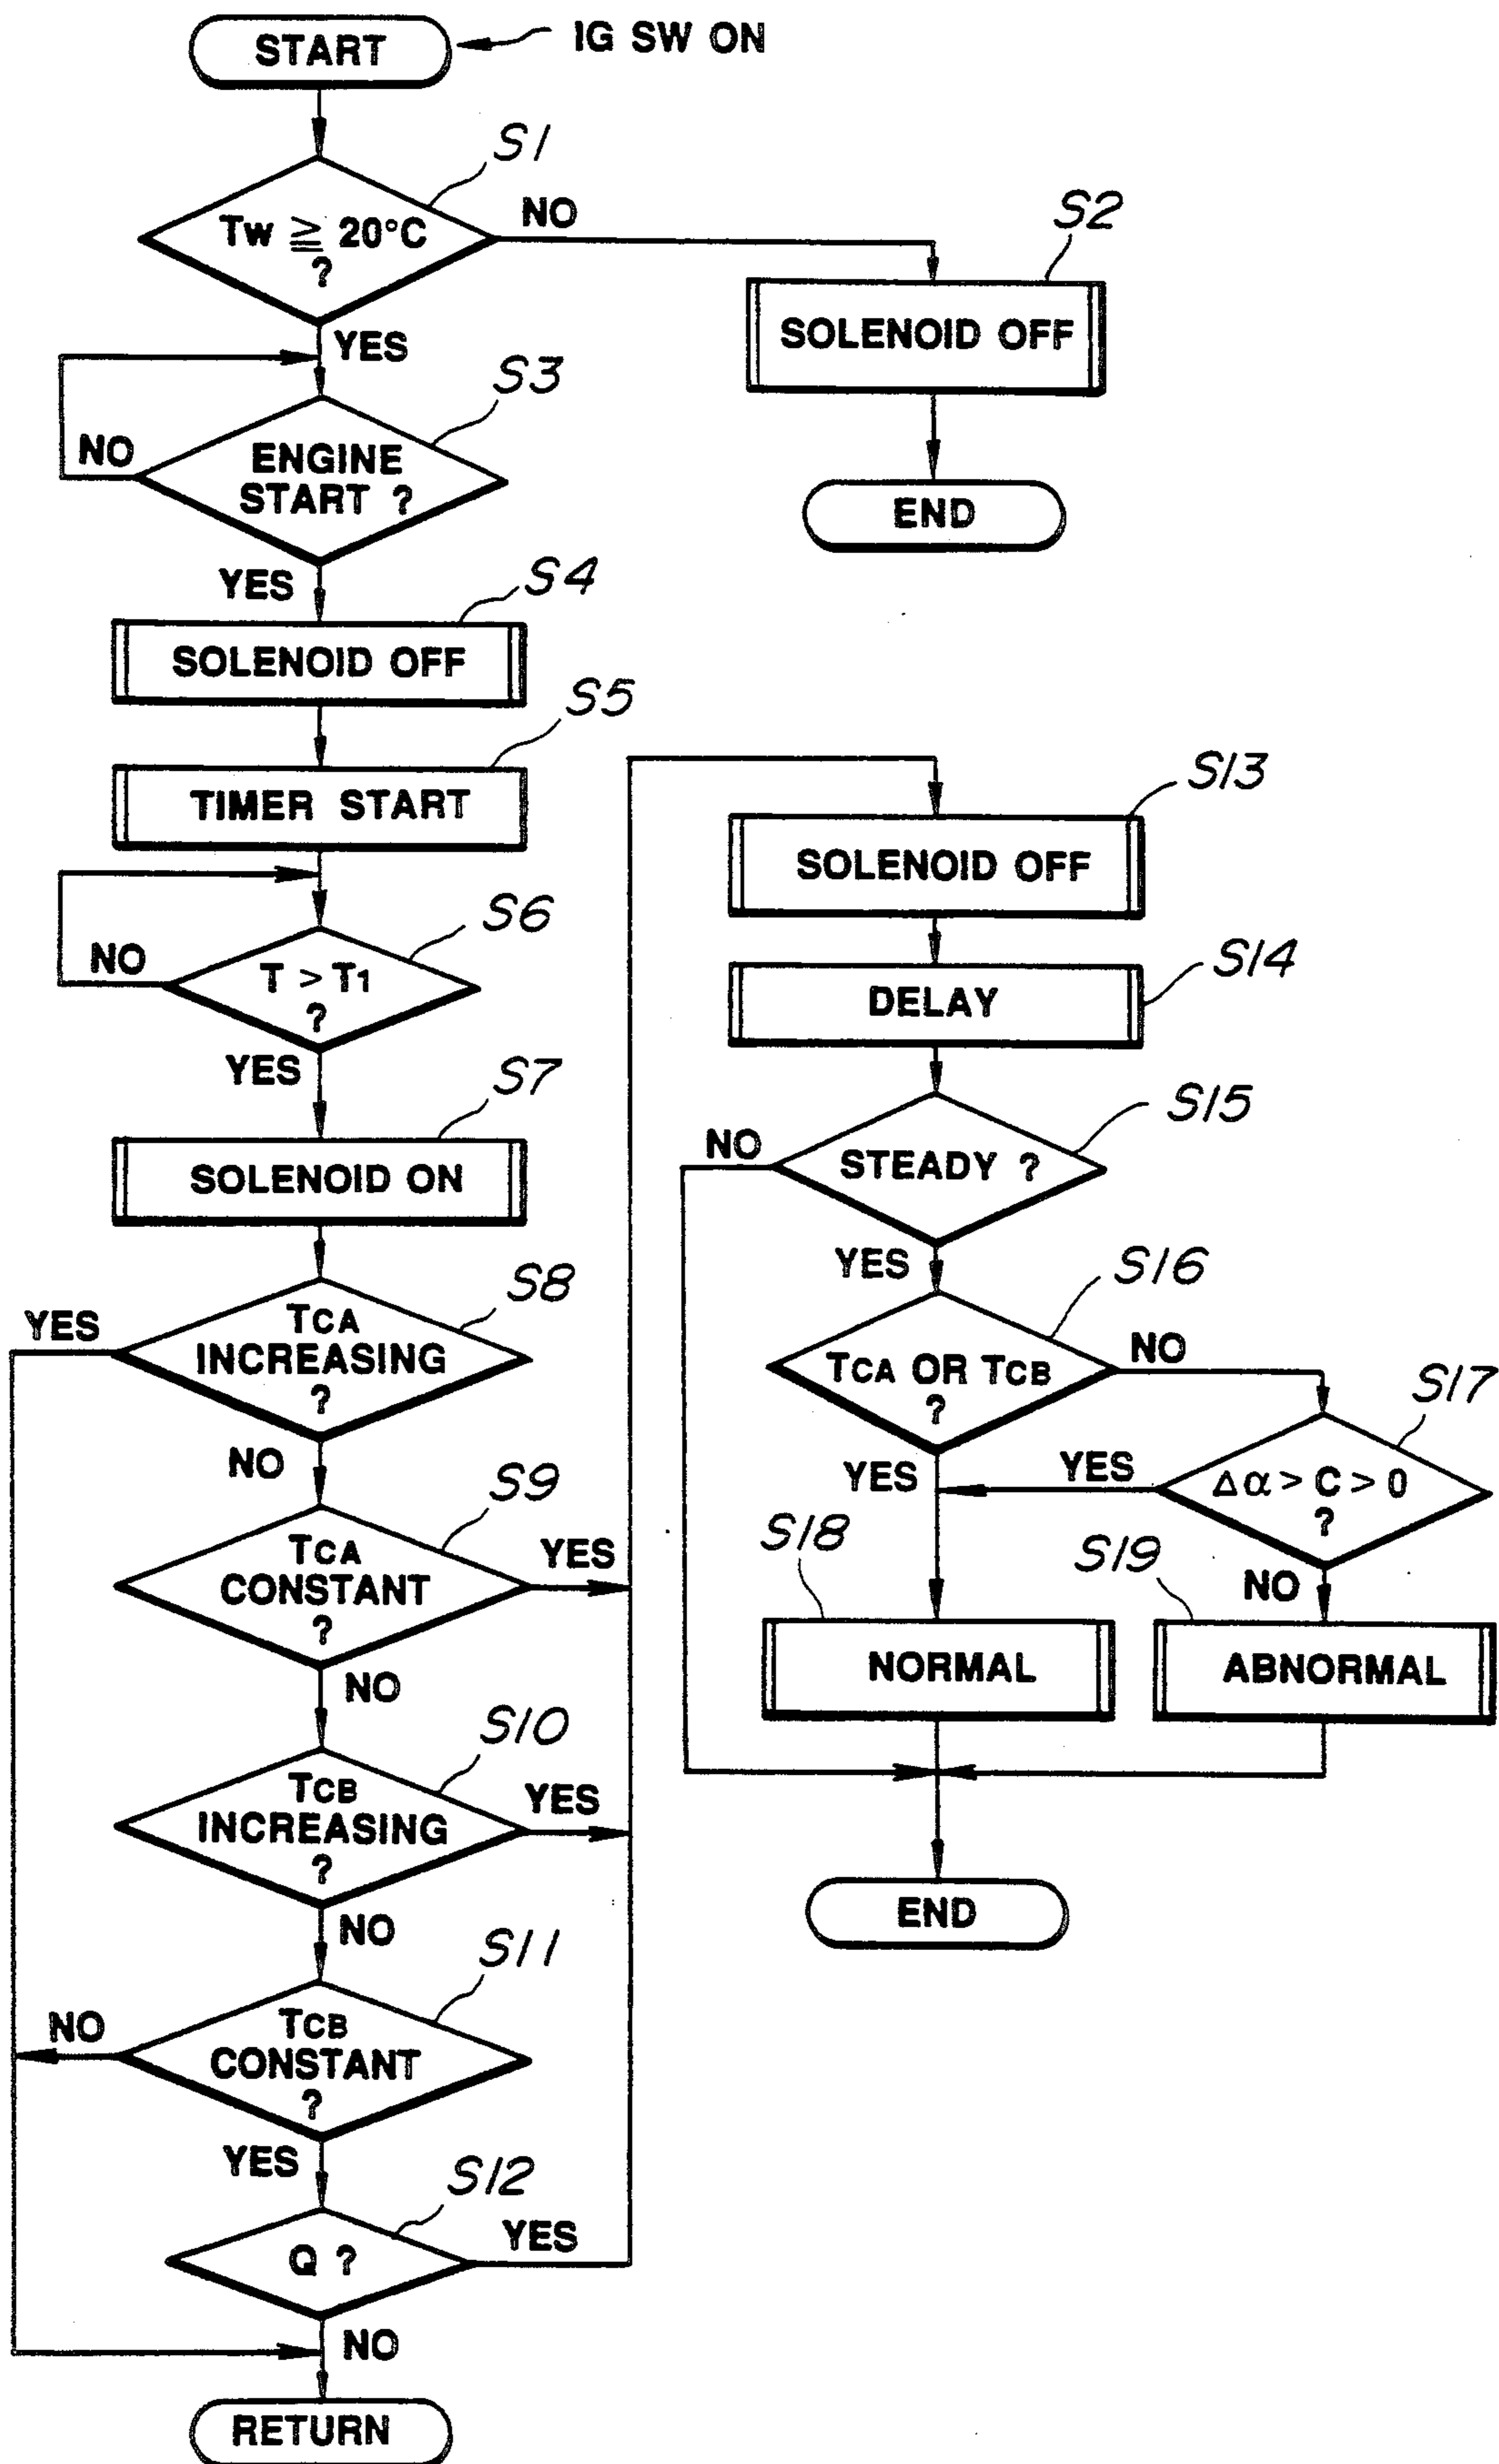 START
IG SW ON
S1
TW ≧ 20°C
?
NO
YES
S2
SOLENOID OFF
END
S3
NO
ENGINE
START ?
YES
S4
SOLENOID OFF
S5
TIMER START
S6
NO
T > T1
?
YES
S7
SOLENOID ON
S8
YES
TCA
INCREASING
?
NO
S9
TCA
CONSTANT
?
YES
NO
S10
TCB
INCREASING
?
YES
NO
S11
NO
TCB
CONSTANT
?
YES
S12
Q ?
YES
NO
RETURN
S13
SOLENOID OFF
S14
DELAY
S15
NO
STEADY ?
YES
S16
TCA OR TCB
?
NO
YES
S17
YES
Δα > C > 0
?
NO
S18
NORMAL
S19
ABNORMAL
END